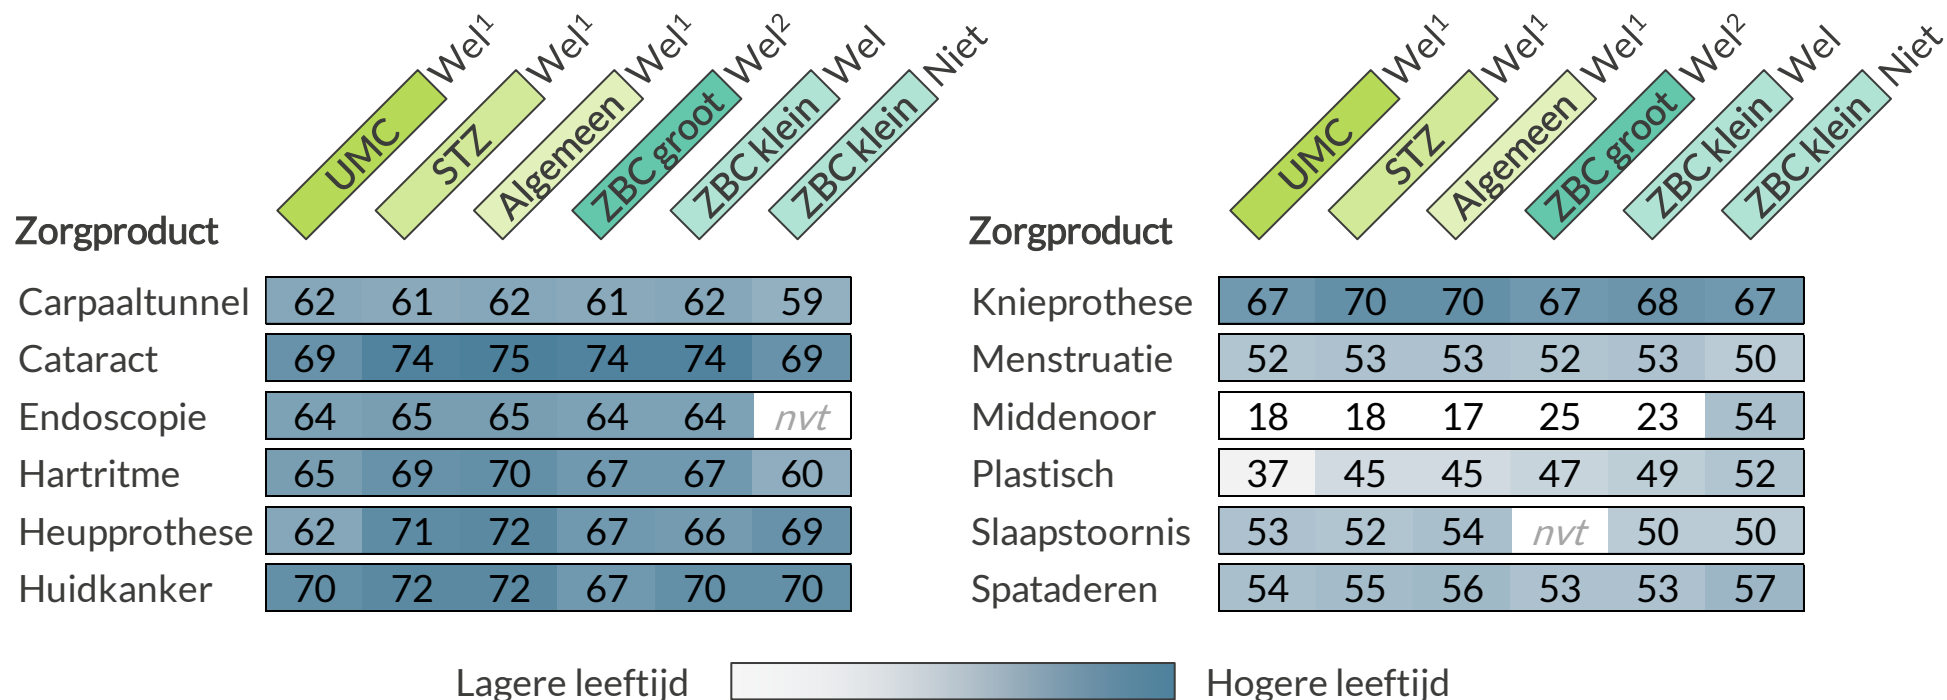 Wel¹ Wel¹ Wel¹ Wel² Wel Niet
UMC STZ Algemeen ZBC groot ZBC klein ZBC klein
Zorgproduct
Carpaaltunnel 62 61 62 61 62 59
Cataract 69 74 75 74 74 69
Endoscopie 64 65 65 64 64 nvt
Hartritme 65 69 70 67 67 60
Heupprothese 62 71 72 67 66 69
Huidkanker 70 72 72 67 70 70
Wel¹ Wel¹ Wel¹ Wel² Wel Niet
UMC STZ Algemeen ZBC groot ZBC klein ZBC klein
Zorgproduct
Knieprothese 67 70 70 67 68 67
Menstruatie 52 53 53 52 53 50
Middenoor 18 18 17 25 23 54
Plastisch 37 45 45 47 49 52
Slaapstoornis 53 52 54 nvt 50 50
Spataderen 54 55 56 53 53 57
Lagere leeftijd Hogere leeftijd